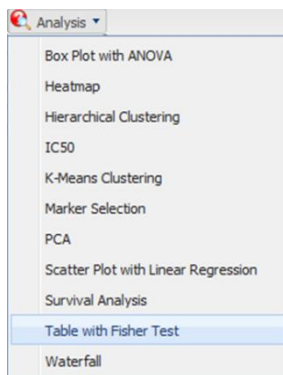 Analysis
Box Plot with ANOVA
Heatmap
Hierarchical Clustering
IC50
K-Means Clustering
Marker Selection
PCA
Scatter Plot with Linear Regression
Survival Analysis
Table with Fisher Test
Waterfall